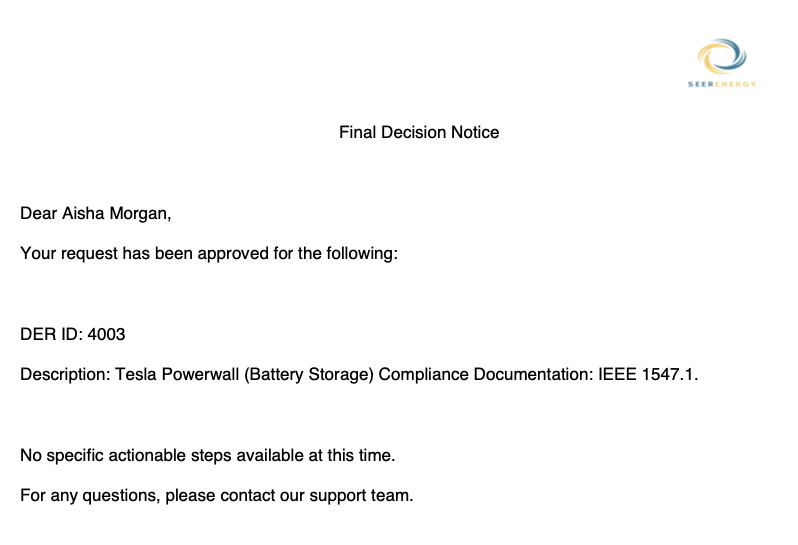 SEERENERGY
Final Decision Notice
Dear Aisha Morgan,
Your request has been approved for the following:
DER ID: 4003
Description: Tesla Powerwall (Battery Storage) Compliance Documentation: IEEE 1547.1.
No specific actionable steps available at this time.
For any questions, please contact our support team.